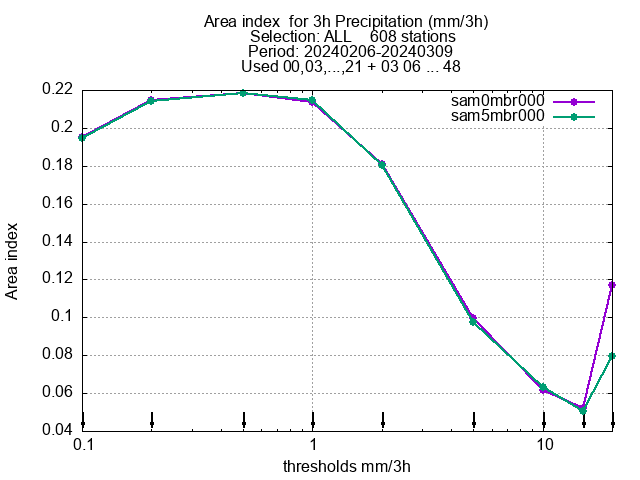 Area index  for 3h Precipitation (mm/3h)
Selection: ALL    608 stations
Period: 20240206-20240309
Used 00,03,...,21 + 03 06 ... 48
sam0mbr000
sam5mbr000
0.22
0.2
0.18
0.16
0.14
0.12
0.1
0.08
0.06
0.04
Area index
0.1
1
10
thresholds mm/3h